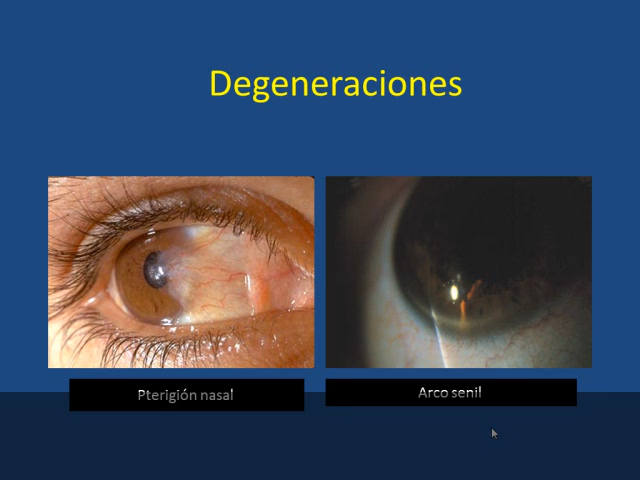 Degeneraciones
Pterigión nasal
Arco senil